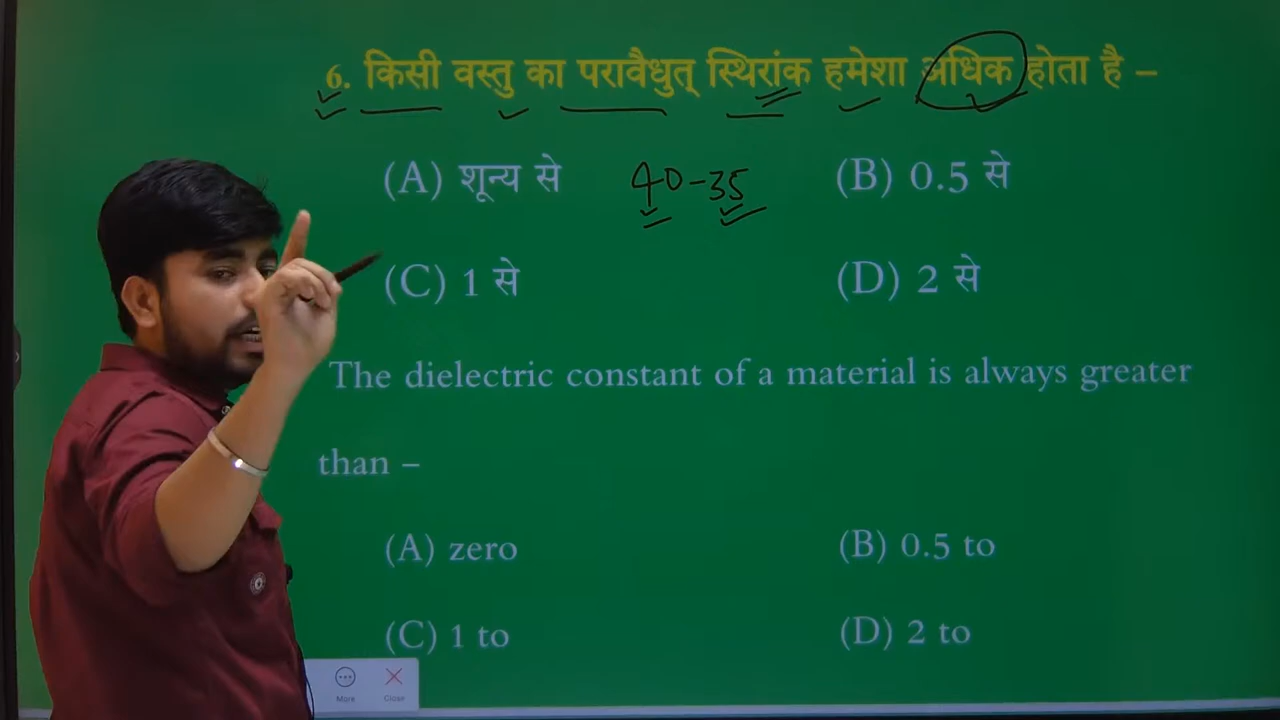 6. किसी वस्तु का परावैधुत् स्थिरांक हमेशा अधिक होता है –
(A) शून्य से
40-35
(B) 0.5 से
(C) 1 से
(D) 2 से
The dielectric constant of a material is always greater
than –
(A) zero
(B) 0.5 to
(C) 1 to
(D) 2 to
More
Close